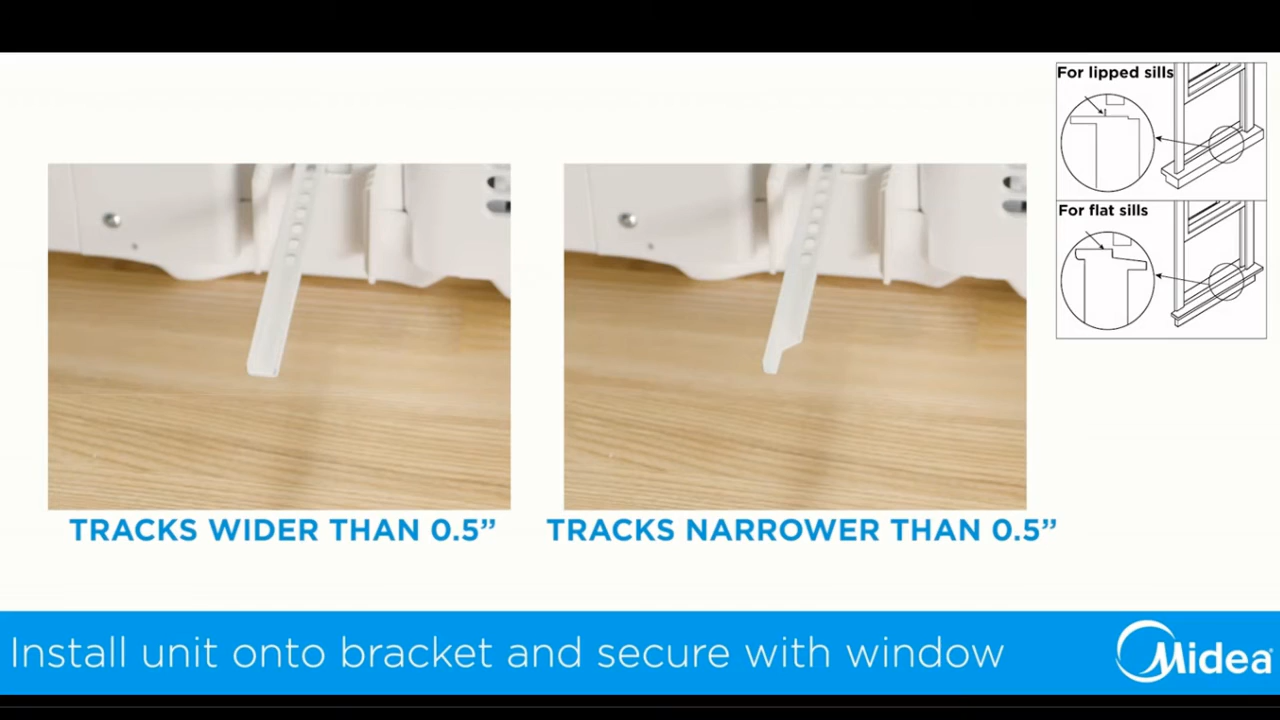 For lipped sills
For flat sills
TRACKS WIDER THAN 0.5”
TRACKS NARROWER THAN 0.5”
Install unit onto bracket and secure with window
Midea